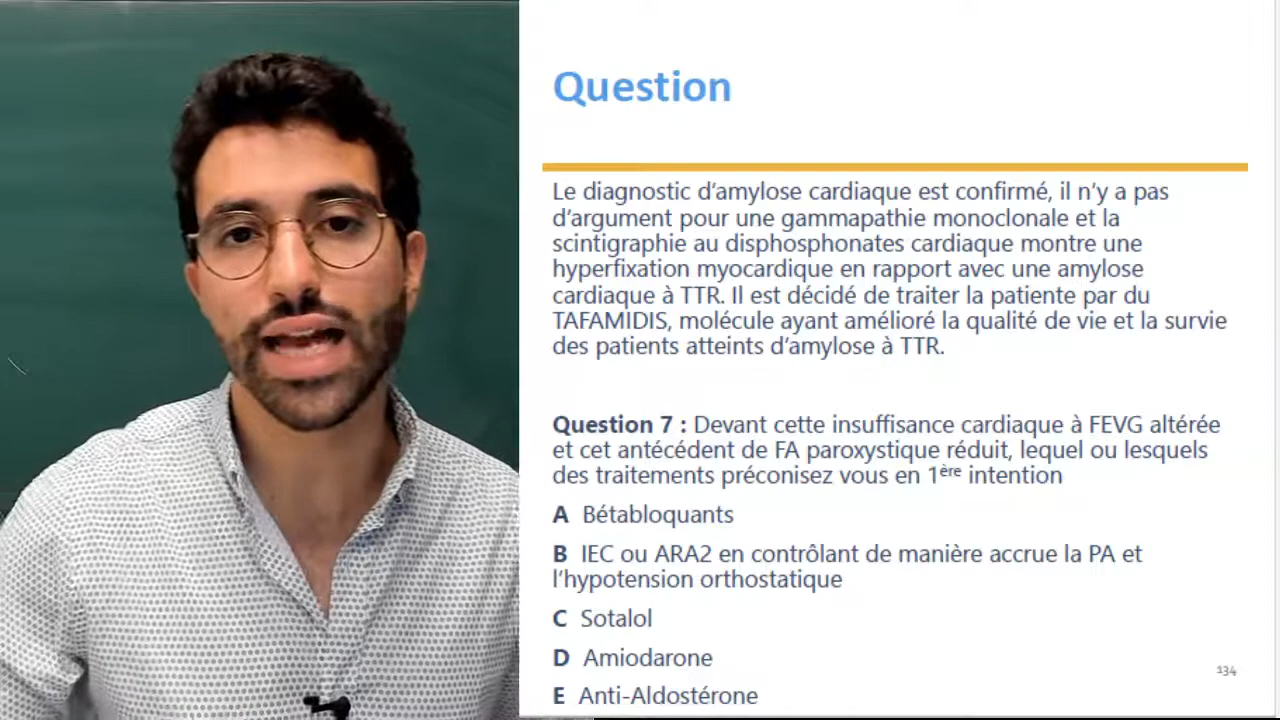 Question
Le diagnostic d’amylose cardiaque est confirmé, il n’y a pas
d’argument pour une gammapathie monoclonale et la
scintigraphie au disphosphonates cardiaque montre une
hyperfixation myocardique en rapport avec une amylose
cardiaque à TTR. Il est décidé de traiter la patiente par du
TAFAMIDIS, molécule ayant amélioré la qualité de vie et la survie
des patients atteints d’amylose à TTR.
Question 7 : Devant cette insuffisance cardiaque à FEVG altérée
et cet antécédent de FA paroxystique réduit, lequel ou lesquels
des traitements préconisez vous en 1ère intention
A Bétabloquants
B IEC ou ARA2 en contrôlant de manière accrue la PA et
l’hypotension orthostatique
C Sotalol
D Amiodarone
E Anti-Aldostérone
134